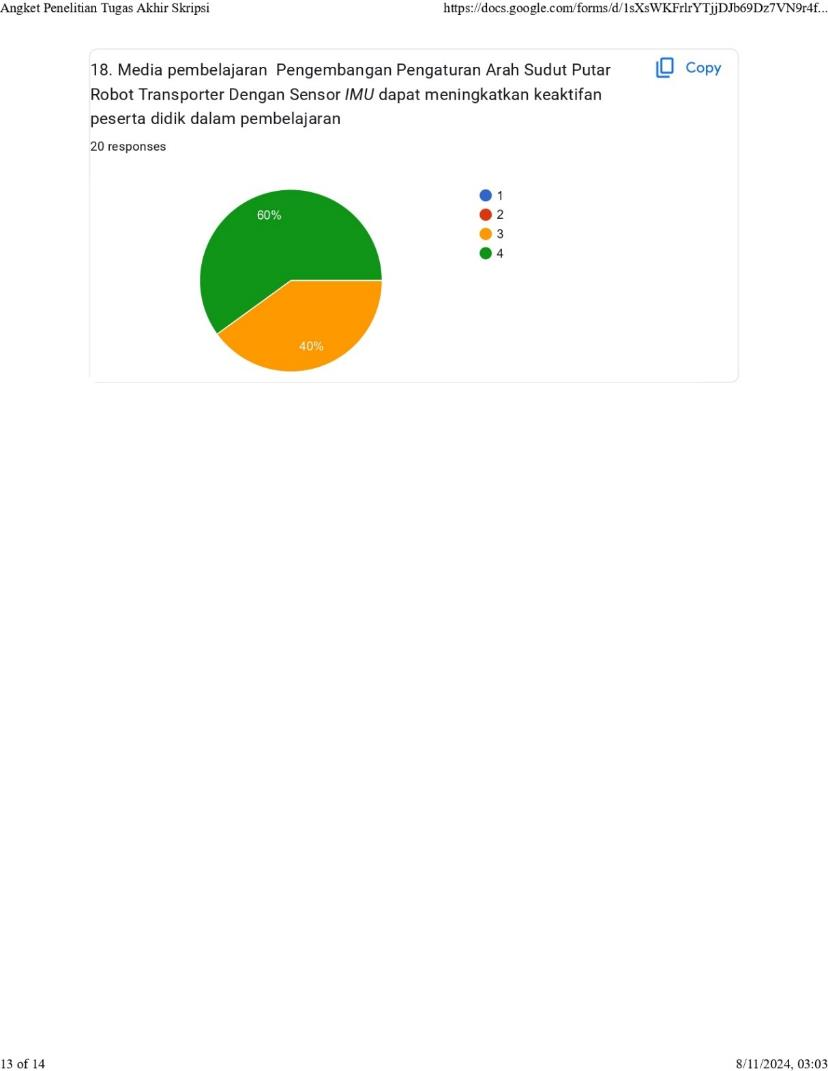 Angket Penelitian Tugas Akhir Skripsi
https://docs.google.com/forms/d/1sXsWKFrlrYTjjDJb69Dz7VN9r4f...
18. Media pembelajaran  Pengembangan Pengaturan Arah Sudut Putar
Robot Transporter Dengan Sensor IMU dapat meningkatkan keaktifan
peserta didik dalam pembelajaran
Copy
20 responses
60%
40%
1
2
3
4
13 of 14
8/11/2024, 03:03